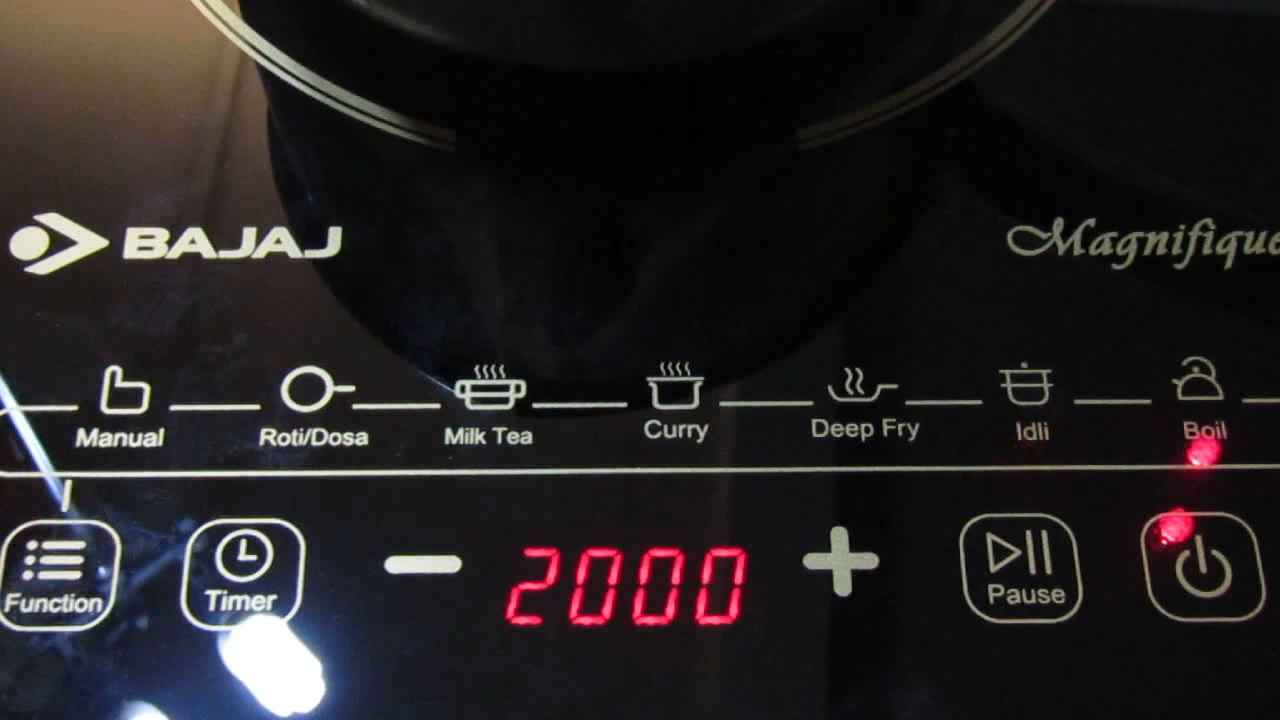 BAJAJ
Magnifique
Manual Roti/Dosa Milk Tea Curry Deep Fry Idli Boil
Function Timer 2000 Pause